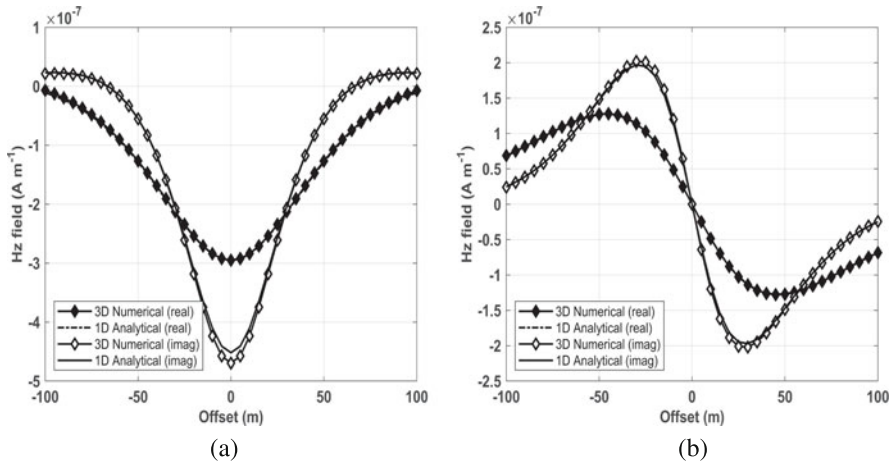 ×10⁻⁷
1
0
-1
-2
-3
-4
-5
Hz field (A m⁻¹)
3D Numerical (real)
1D Analytical (real)
3D Numerical (imag)
1D Analytical (imag)
-100 -50 0 50 100
Offset (m)
(a)
×10⁻⁷
2.5
2
1.5
1
0.5
0
-0.5
-1
-1.5
-2
-2.5
Hz field (A m⁻¹)
3D Numerical (real)
1D Analytical (real)
3D Numerical (imag)
1D Analytical (imag)
-100 -50 0 50 100
Offset (m)
(b)